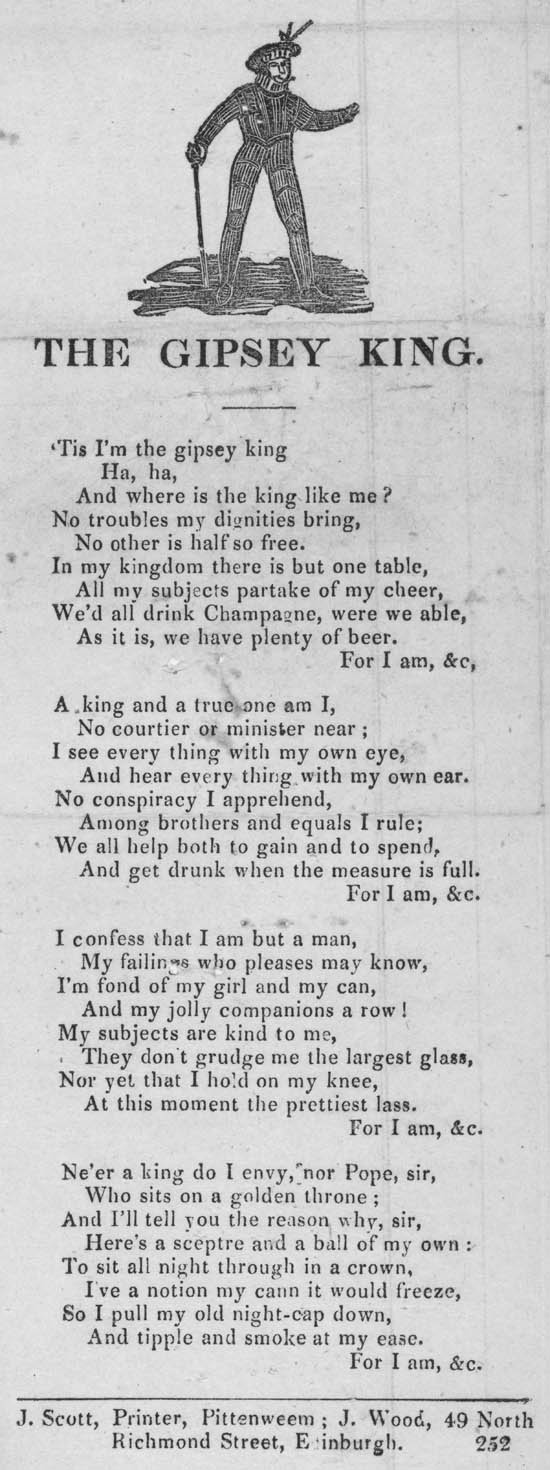 THE GIPSEY KING.
‘Tis I'm the gipsey king
Ha, ha,
And where is the king like me?
No troubles my dignities bring,
No other is half so free.
In my kingdom there is but one table,
All my subjects partake of my cheer,
We'd all drink Champagne, were we able,
As it is, we have plenty of beer.
For I am, &c,
A king and a true one am I,
No courtier or minister near;
I see every thing with my own eye,
And hear every thing with my own ear.
No conspiracy I apprehend,
Among brothers and equals I rule;
We all help both to gain and to spend,
And get drunk when the measure is full.
For I am, &c.
I confess that I am but a man,
My failings who pleases may know,
I'm fond of my girl and my can,
And my jolly companions a row!
My subjects are kind to me,
They don't grudge me the largest glass,
Nor yet that I hold on my knee,
At this moment the prettiest lass.
For I am, &c.
Ne'er a king do I envy, nor Pope, sir,
Who sits on a golden throne;
And I'll tell you the reason why, sir,
Here's a sceptre and a ball of my own:
To sit all night through in a crown,
I've a notion my cann it would freeze,
So I pull my old night-cap down,
And tipple and smoke at my ease.
For I am, &c.
J. Scott, Printer, Pittenweem; J. Wood, 49 North
Richmond Street, Edinburgh. 252